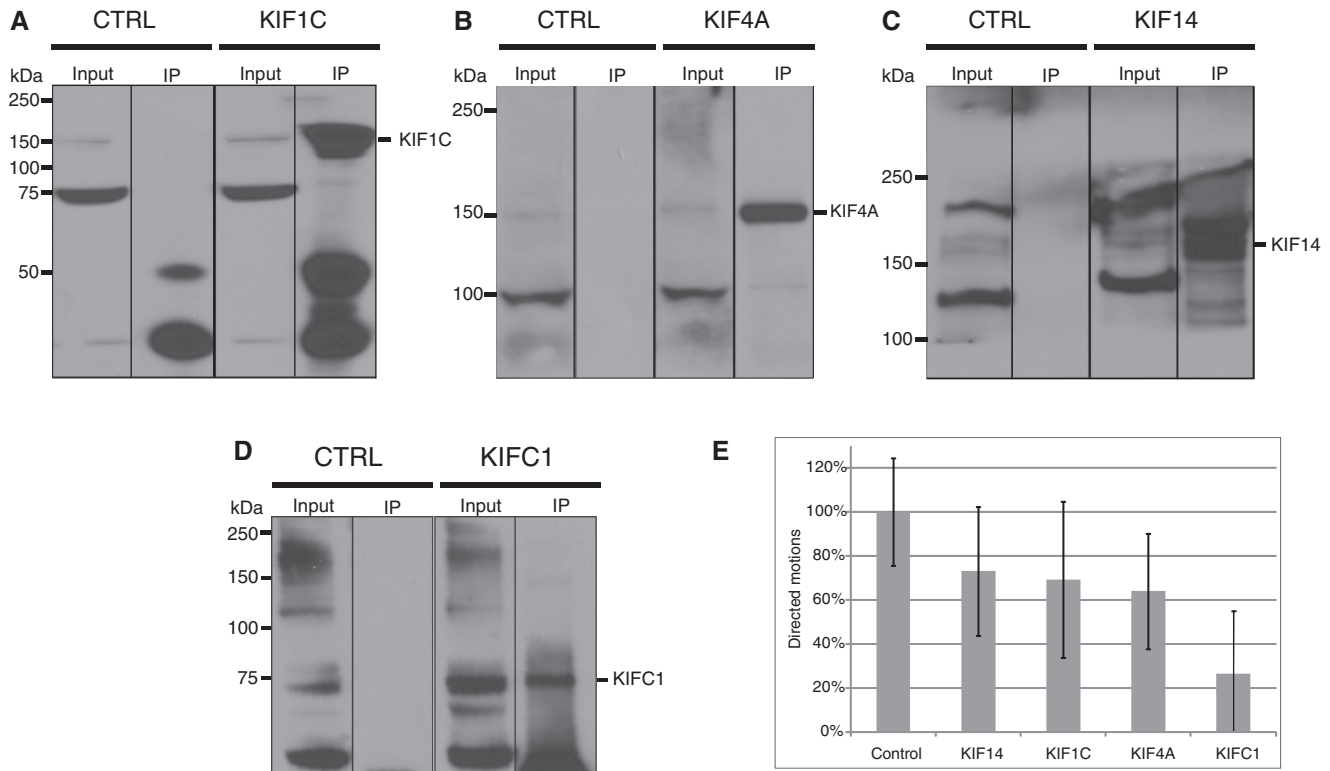 A
CTRL KIF1C
kDa Input IP Input IP
250
150
100
75
50
KIF1C
B
CTRL KIF4A
kDa Input IP Input IP
250
150
100
KIF4A
C
CTRL KIF14
kDa Input IP Input IP
250
150
100
KIF14
D
CTRL KIFC1
kDa Input IP Input IP
250
150
100
75
KIFC1
E
Directed motions
120%
100%
80%
60%
40%
20%
0%
Control KIF14 KIF1C KIF4A KIFC1